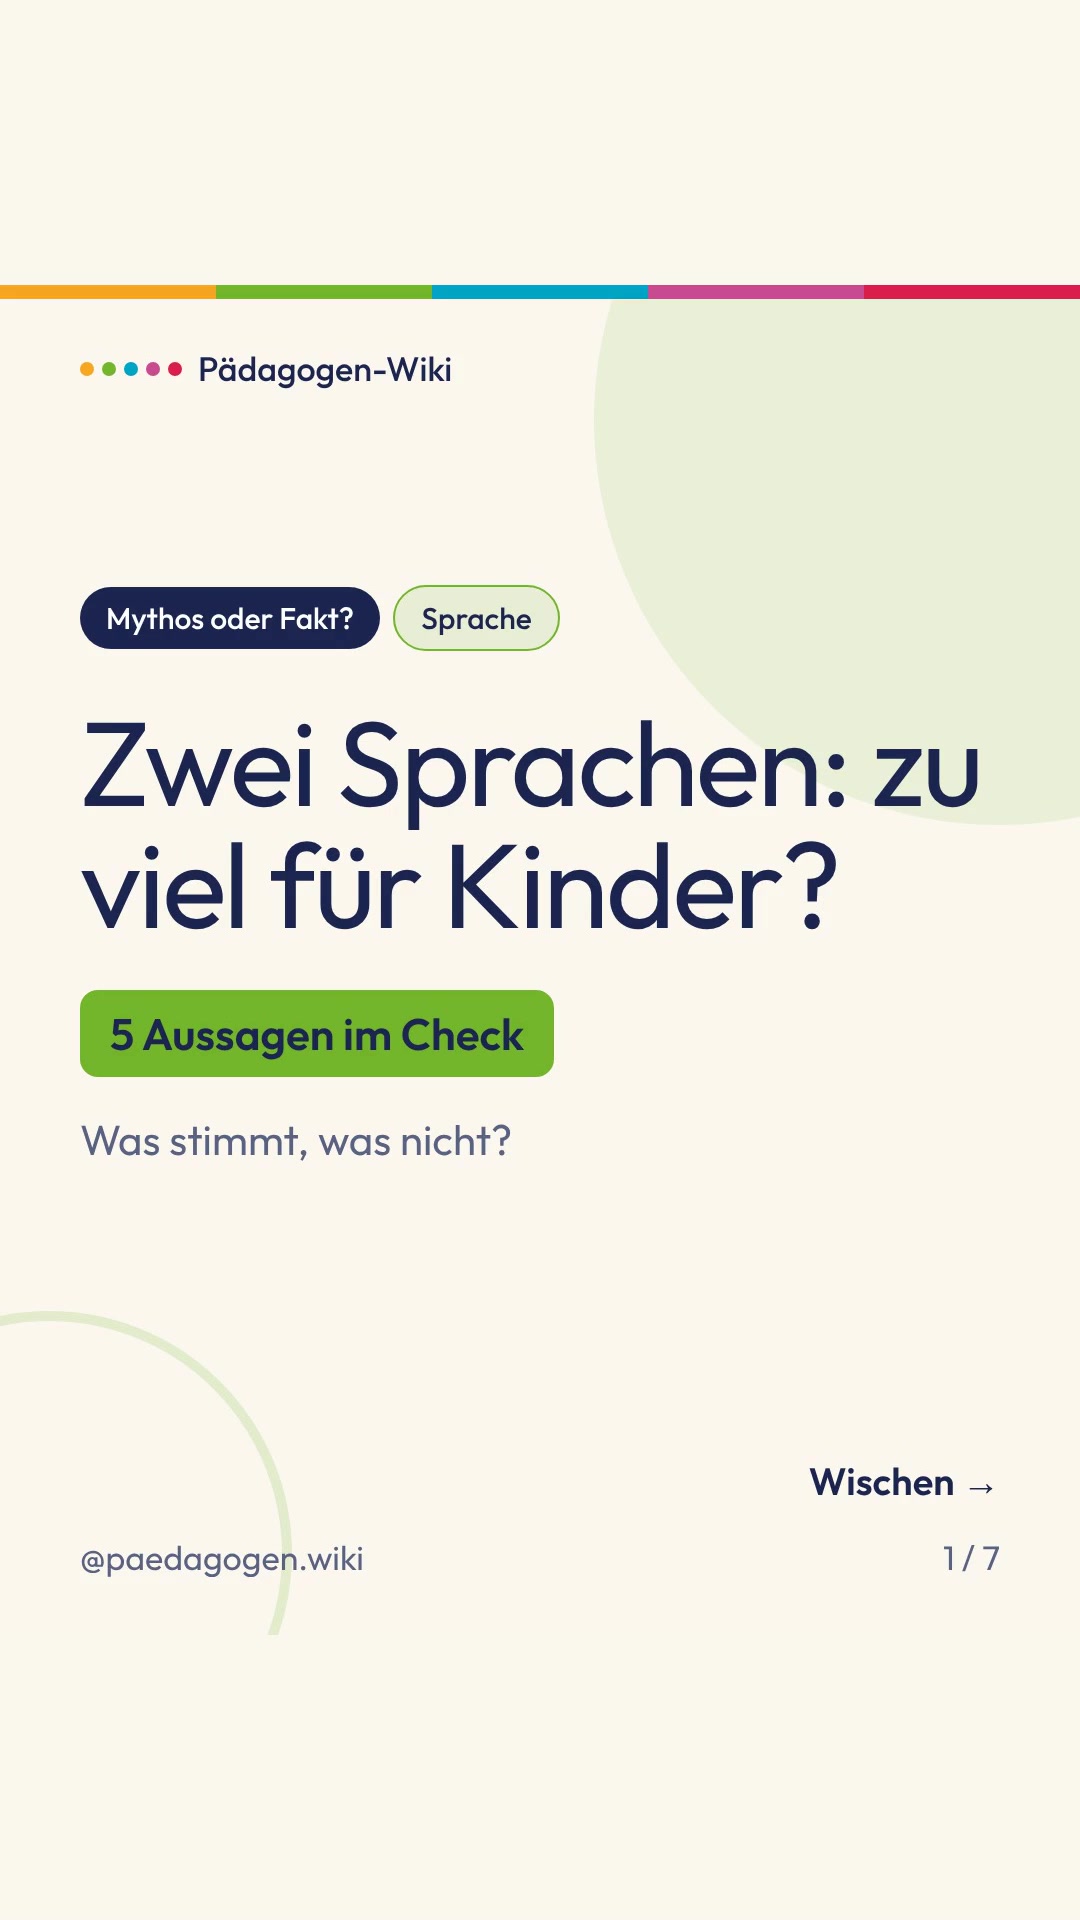 Pädagogen-Wiki
Mythos oder Fakt?
Sprache
Zwei Sprachen: zu
viel für Kinder?
5 Aussagen im Check
Was stimmt, was nicht?
Wischen →
@paedagogen.wiki
1 / 7